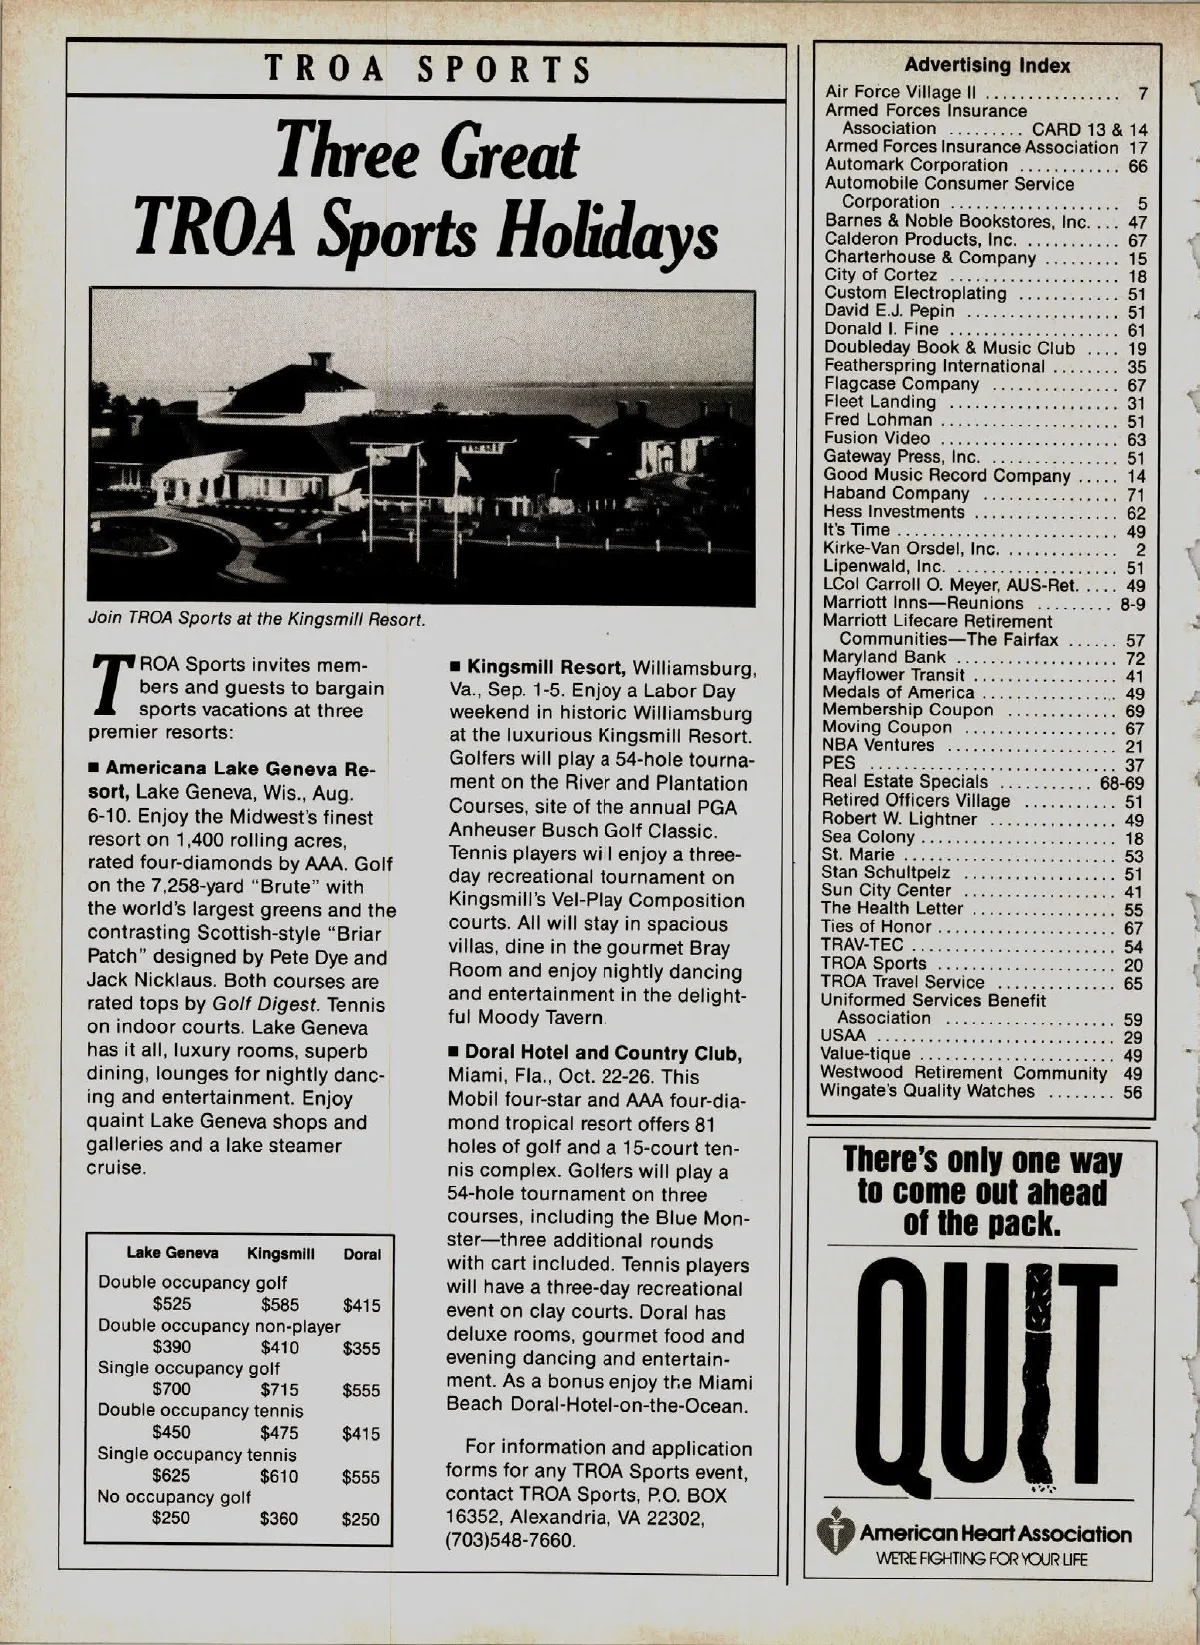 TROA SPORTS
Three Great
TROA Sports Holidays
Join TROA Sports at the Kingsmill Resort.
TROA Sports invites mem-
bers and guests to bargain
sports vacations at three
premier resorts:
■ Americana Lake Geneva Re-
sort, Lake Geneva, Wis., Aug.
6-10. Enjoy the Midwest's finest
resort on 1,400 rolling acres,
rated four-diamonds by AAA. Golf
on the 7,258-yard "Brute" with
the world's largest greens and the
contrasting Scottish-style "Briar
Patch" designed by Pete Dye and
Jack Nicklaus. Both courses are
rated tops by Golf Digest. Tennis
on indoor courts. Lake Geneva
has it all, luxury rooms, superb
dining, lounges for nightly danc-
ing and entertainment. Enjoy
quaint Lake Geneva shops and
galleries and a lake steamer
cruise.
Lake Geneva Kingsmill Doral
Double occupancy golf
$525 $585 $415
Double occupancy non-player
$390 $410 $355
Single occupancy golf
$700 $715 $555
Double occupancy tennis
$450 $475 $415
Single occupancy tennis
$625 $610 $555
No occupancy golf
$250 $360 $250
■ Kingsmill Resort, Williamsburg,
Va., Sep. 1-5. Enjoy a Labor Day
weekend in historic Williamsburg
at the luxurious Kingsmill Resort.
Golfers will play a 54-hole tourna-
ment on the River and Plantation
Courses, site of the annual PGA
Anheuser Busch Golf Classic.
Tennis players will enjoy a three-
day recreational tournament on
Kingsmill's Vel-Play Composition
courts. All will stay in spacious
villas, dine in the gourmet Bray
Room and enjoy nightly dancing
and entertainment in the delight-
ful Moody Tavern.
■ Doral Hotel and Country Club,
Miami, Fla., Oct. 22-26. This
Mobil four-star and AAA four-dia-
mond tropical resort offers 81
holes of golf and a 15-court ten-
nis complex. Golfers will play a
54-hole tournament on three
courses, including the Blue Mon-
ster—three additional rounds
with cart included. Tennis players
will have a three-day recreational
event on clay courts. Doral has
deluxe rooms, gourmet food and
evening dancing and entertain-
ment. As a bonus enjoy the Miami
Beach Doral-Hotel-on-the-Ocean.
For information and application
forms for any TROA Sports event,
contact TROA Sports, P.O. BOX
16352, Alexandria, VA 22302,
(703)548-7660.
Advertising Index
Air Force Village II ................ 7
Armed Forces Insurance
Association ......... CARD 13 & 14
Armed Forces Insurance Association 17
Automark Corporation ............ 66
Automobile Consumer Service
Corporation .................... 5
Barnes & Noble Bookstores, Inc. ... 47
Calderon Products, Inc. ........... 67
Charterhouse & Company ......... 15
City of Cortez .................... 18
Custom Electroplating ............ 51
David E.J. Pepin .................. 51
Donald I. Fine .................... 61
Doubleday Book & Music Club .... 19
Featherspring International ........ 35
Flagcase Company ............... 67
Fleet Landing .................... 31
Fred Lohman ..................... 51
Fusion Video ..................... 63
Gateway Press, Inc. ............... 51
Good Music Record Company ..... 14
Haband Company ................ 71
Hess Investments ................. 62
It's Time .......................... 49
Kirke-Van Orsdel, Inc. ............. 2
Lipenwald, Inc. ................... 51
LCol Carroll O. Meyer, AUS-Ret. .... 49
Marriott Inns—Reunions ......... 8-9
Marriott Lifecare Retirement
Communities—The Fairfax ...... 57
Maryland Bank ................... 72
Mayflower Transit ................. 41
Medals of America ................ 49
Membership Coupon ............. 69
Moving Coupon .................. 67
NBA Ventures .................... 21
PES ............................. 37
Real Estate Specials ........... 68-69
Retired Officers Village ........... 51
Robert W. Lightner ............... 49
Sea Colony ....................... 18
St. Marie ......................... 53
Stan Schultpelz .................. 51
Sun City Center .................. 41
The Health Letter ................. 55
Ties of Honor ..................... 67
TRAV-TEC ........................ 54
TROA Sports ..................... 20
TROA Travel Service .............. 65
Uniformed Services Benefit
Association .................... 59
USAA ............................ 29
Value-tique ....................... 49
Westwood Retirement Community 49
Wingate's Quality Watches ........ 56
There's only one way
to come out ahead
of the pack.
QUIT
American Heart Association
WE'RE FIGHTING FOR YOUR LIFE